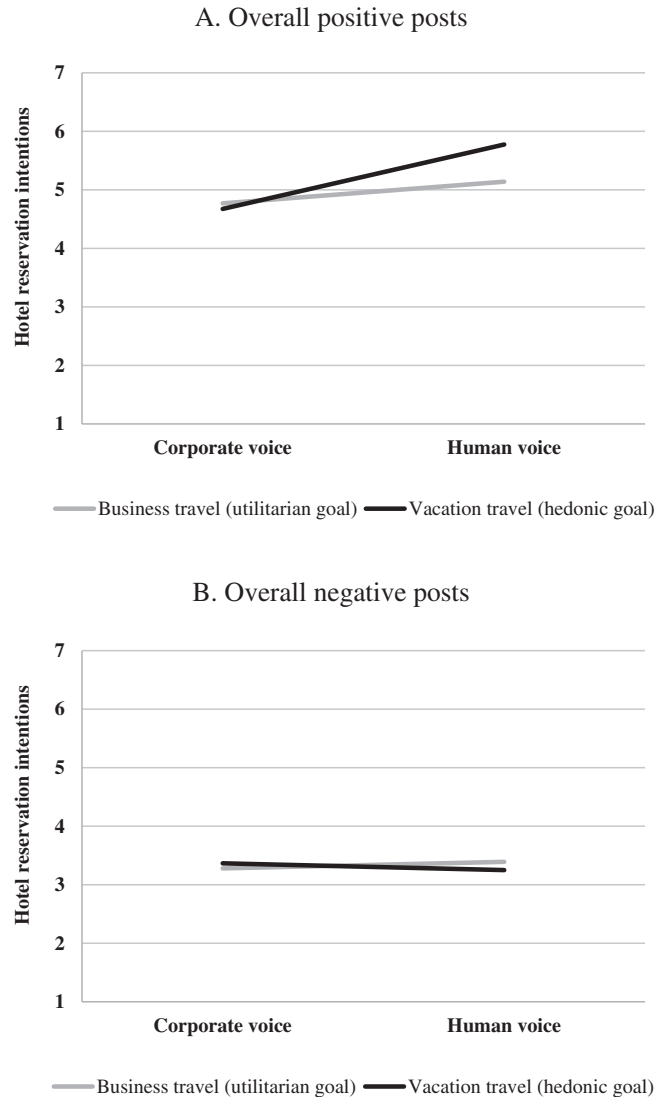 A. Overall positive posts
Hotel reservation intentions
7
6
5
4
3
2
1
Corporate voice Human voice
Business travel (utilitarian goal) Vacation travel (hedonic goal)
B. Overall negative posts
Hotel reservation intentions
7
6
5
4
3
2
1
Corporate voice Human voice
Business travel (utilitarian goal) Vacation travel (hedonic goal)